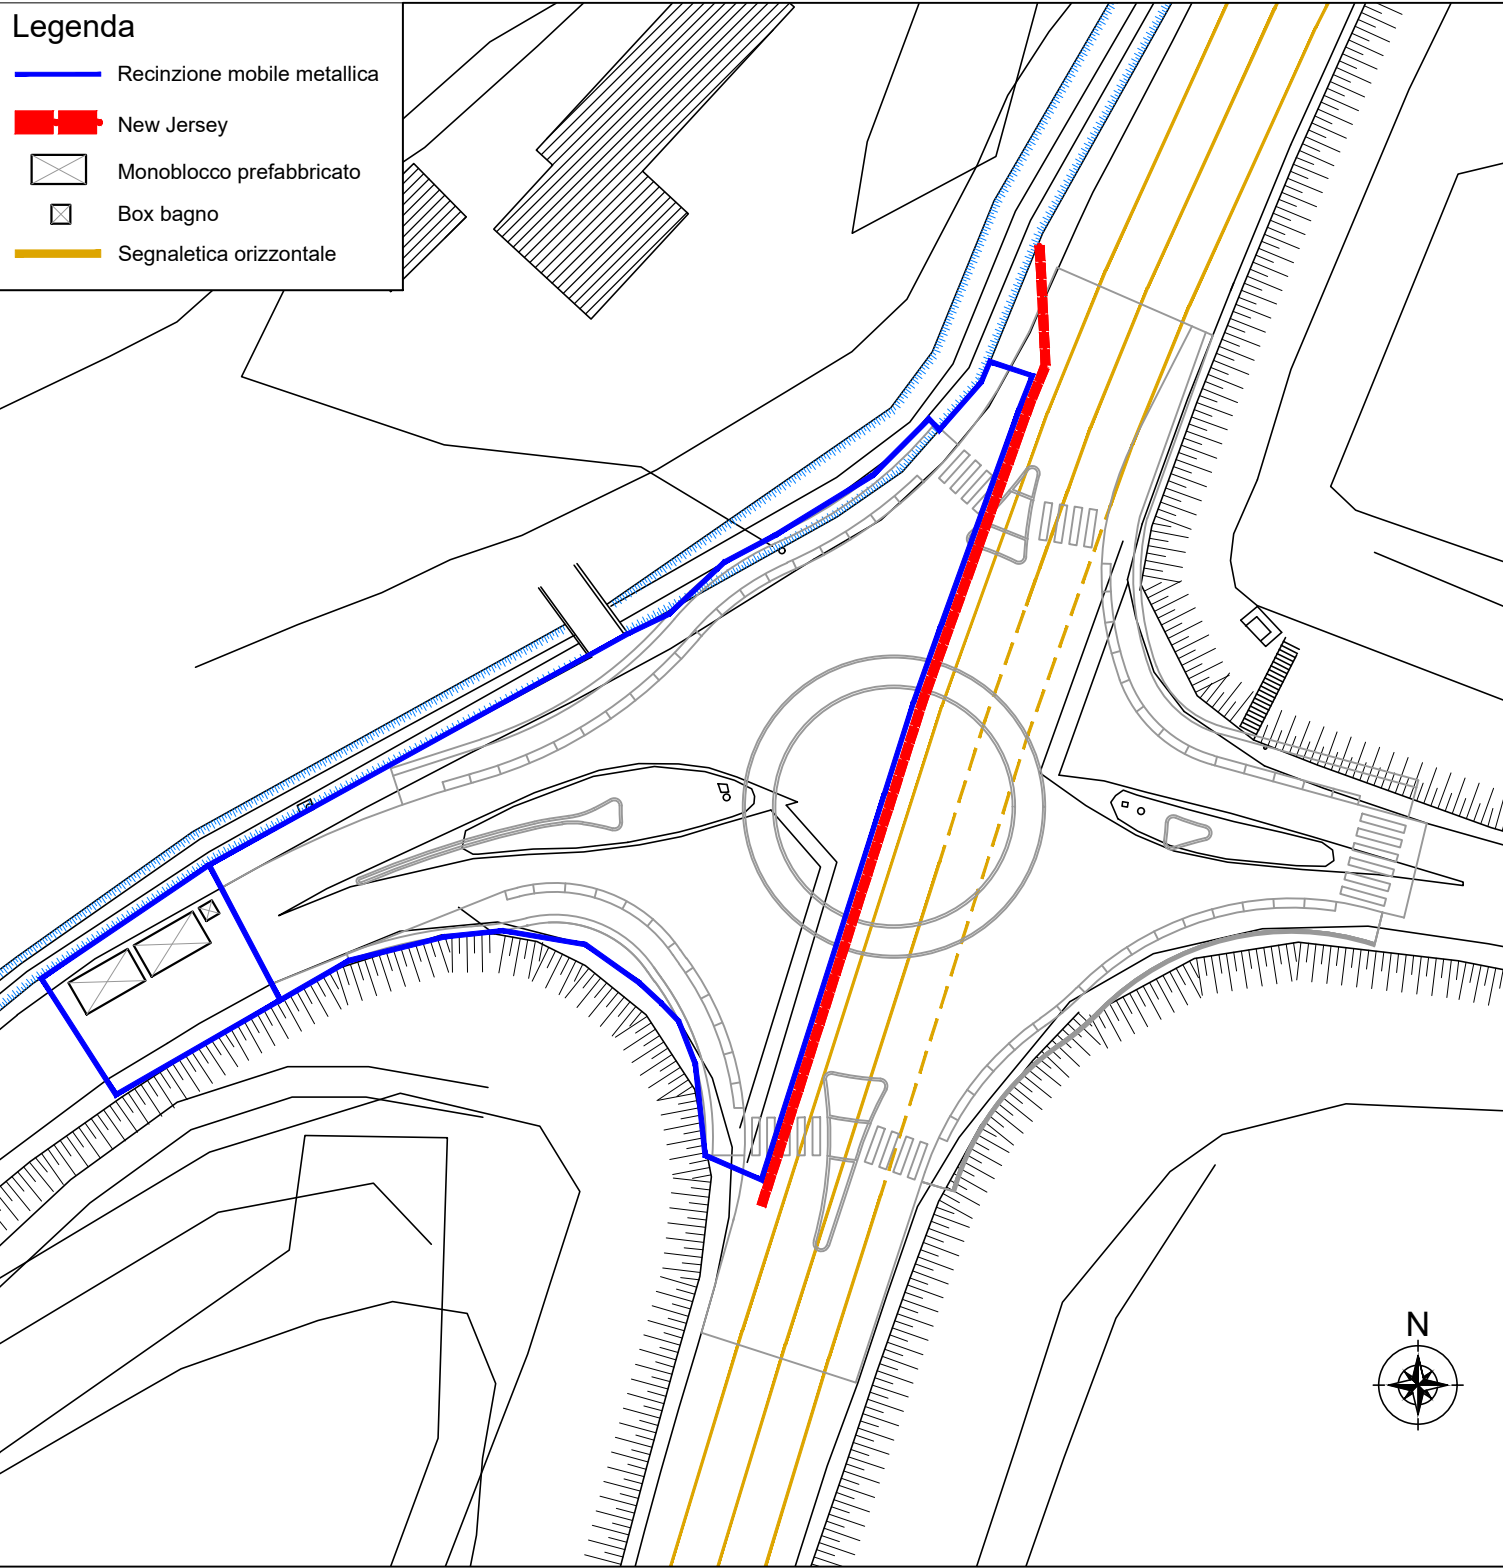 Legenda
Recinzione mobile metallica
New Jersey
Monoblocco prefabbricato
Box bagno
Segnaletica orizzontale
N